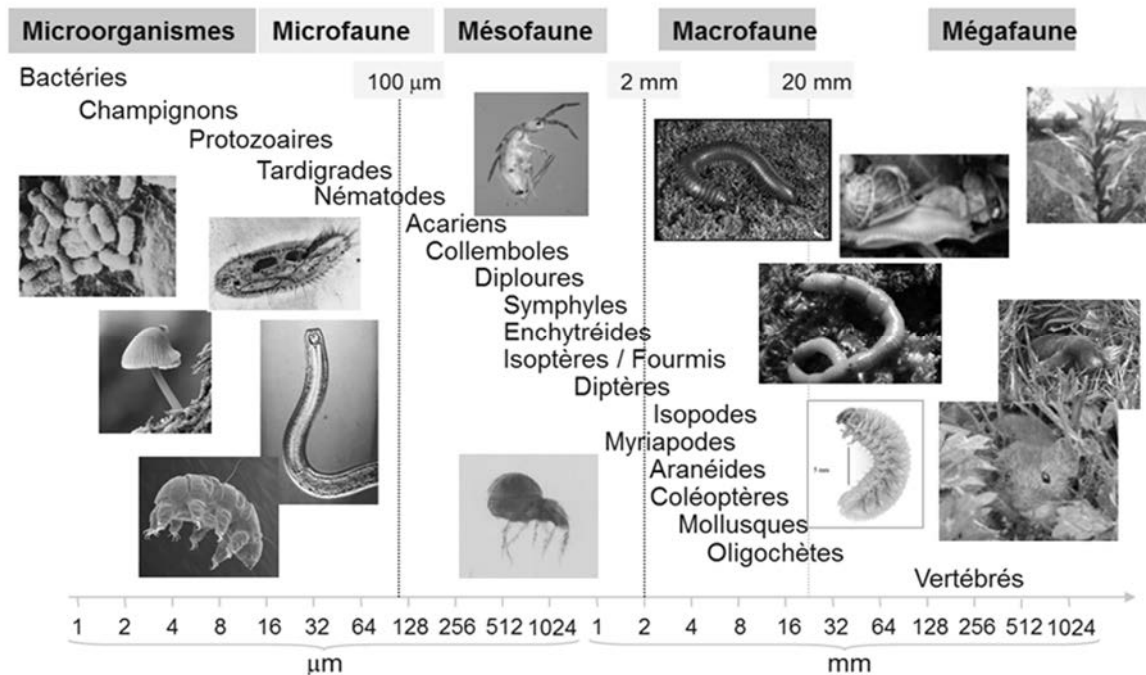 Microorganismes
Microfaune
Mésofaune
Macrofaune
Mégafaune
Bactéries
100 µm
2 mm
20 mm
Champignons
Protozoaires
Tardigrades
Nématodes
Acariens
Collemboles
Diploures
Symphyles
Enchytréides
Isoptères / Fourmis
Diptères
Isopodes
Myriapodes
Aranéides
Coléoptères
Mollusques
Oligochètes
5 mm
Vertébrés
1 2 4 8 16 32 64 128 256 512 1024 1 2 4 8 16 32 64 128 256 512 1024
µm
mm